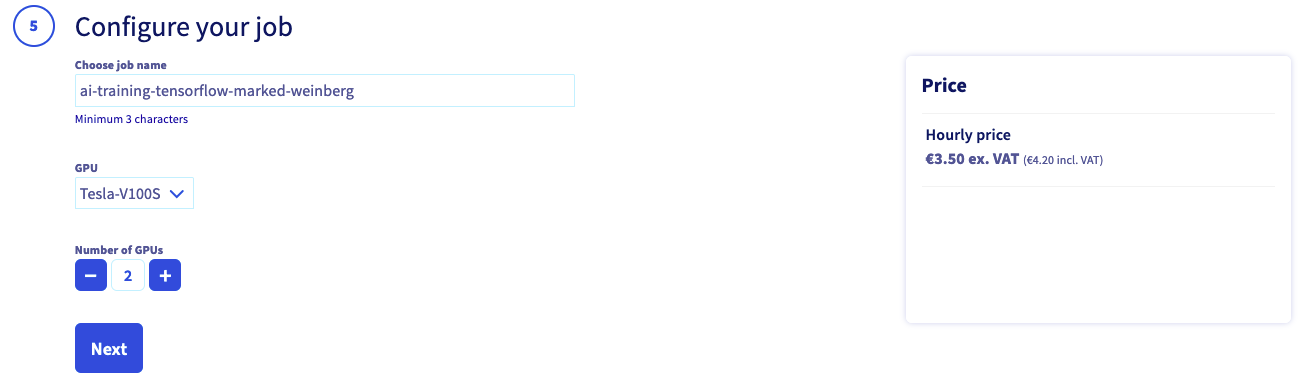 5
Configure your job
Choose job name
ai-training-tensorflow-marked-weinberg
Minimum 3 characters
GPU
Tesla-V100S
Number of GPUs
− 2 +
Next
Price
Hourly price
€3.50 ex. VAT (€4.20 incl. VAT)